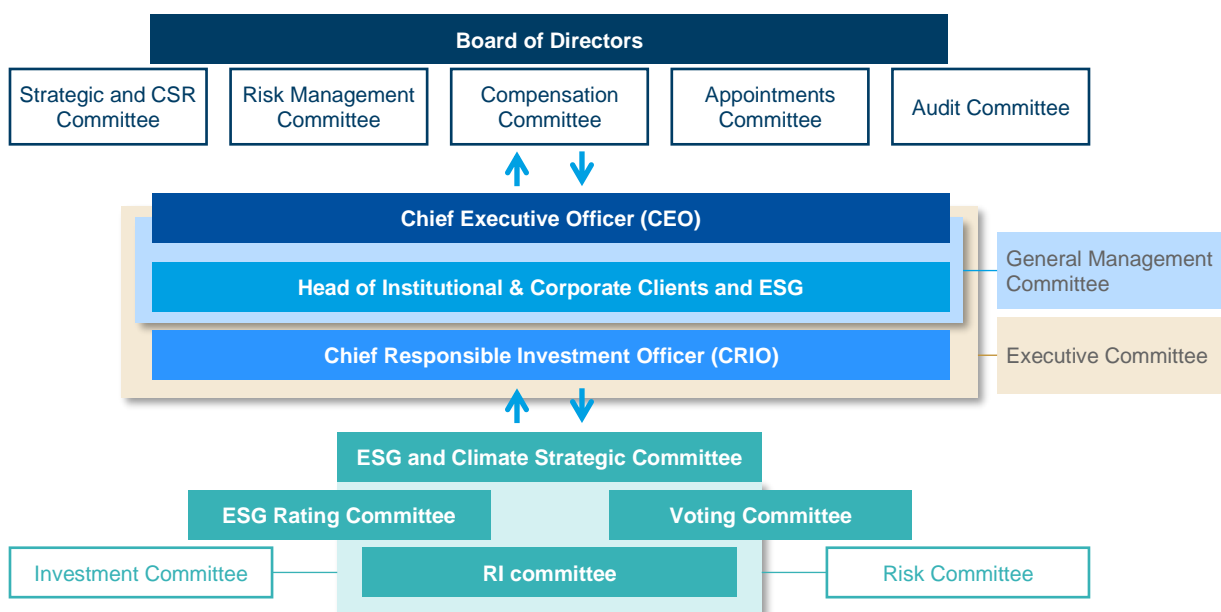 Board of Directors
Strategic and CSR
Committee
Risk Management
Committee
Compensation
Committee
Appointments
Committee
Audit Committee
Chief Executive Officer (CEO)
Head of Institutional & Corporate Clients and ESG
General Management
Committee
Chief Responsible Investment Officer (CRIO)
Executive Committee
ESG and Climate Strategic Committee
ESG Rating Committee
Voting Committee
Investment Committee
RI committee
Risk Committee